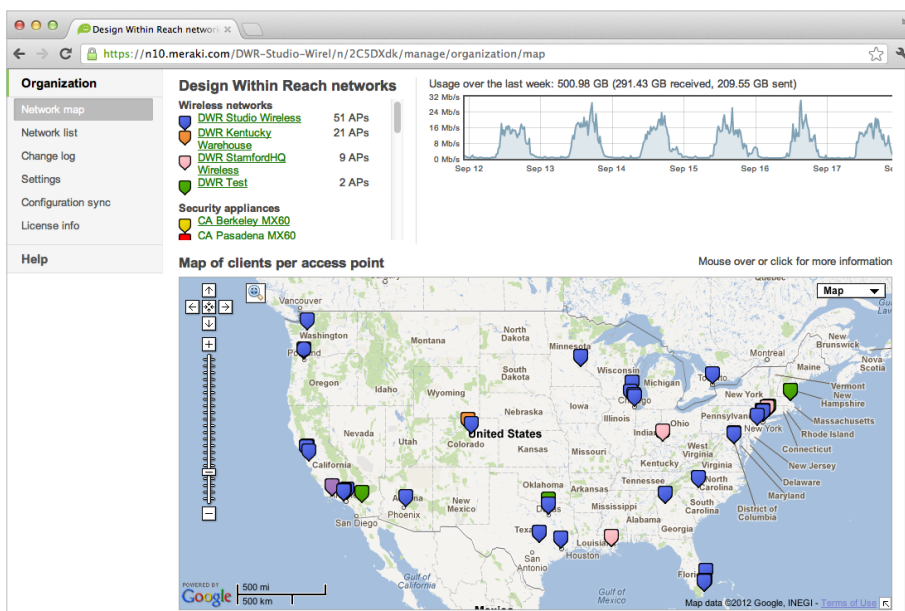 Design Within Reach network
https://n10.meraki.com/DWR-Studio-Wirel/n/2C5DXdk/manage/organization/map
Organization
Network map
Network list
Change log
Settings
Configuration sync
License info
Help
Design Within Reach networks
Wireless networks
DWR Studio Wireless 51 APs
DWR Kentucky Warehouse 21 APs
DWR StamfordHQ Wireless 9 APs
DWR Test 2 APs
Security appliances
CA Berkeley MX60
CA Pasadena MX60
Usage over the last week: 500.98 GB (291.43 GB received, 209.55 GB sent)
32 Mb/s
24 Mb/s
16 Mb/s
8 Mb/s
0 Mb/s
Sep 12 Sep 13 Sep 14 Sep 15 Sep 16 Sep 17
Map of clients per access point
Mouse over or click for more information
Map
Vancouver
Washington
Montana
North Dakota
Minnesota
Wisconsin
Michigan
Montreal
New Brunswick
Nova Scotia
Maine
Oregon
Idaho
Wyoming
South Dakota
Iowa
New York
Vermont
New Hampshire
Massachusetts
Rhode Island
Connecticut
New Jersey
Delaware
Maryland
District of Columbia
Nevada
Utah
Colorado
Nebraska
United States
Kansas
Missouri
Illinois
Ohio
Pennsylvania
New York
West Virginia
Virginia
Kentucky
California
San Diego
Phoenix
New Mexico
Oklahoma
Arkansas
Tennessee
North Carolina
South Carolina
Mississippi
Alabama
Georgia
San Antonio
Houston
Gulf of California
Gulf of Mexico
POWERED BY
Google
500 mi
500 km
Map data ©2012 Google, INEGI - Terms of Use